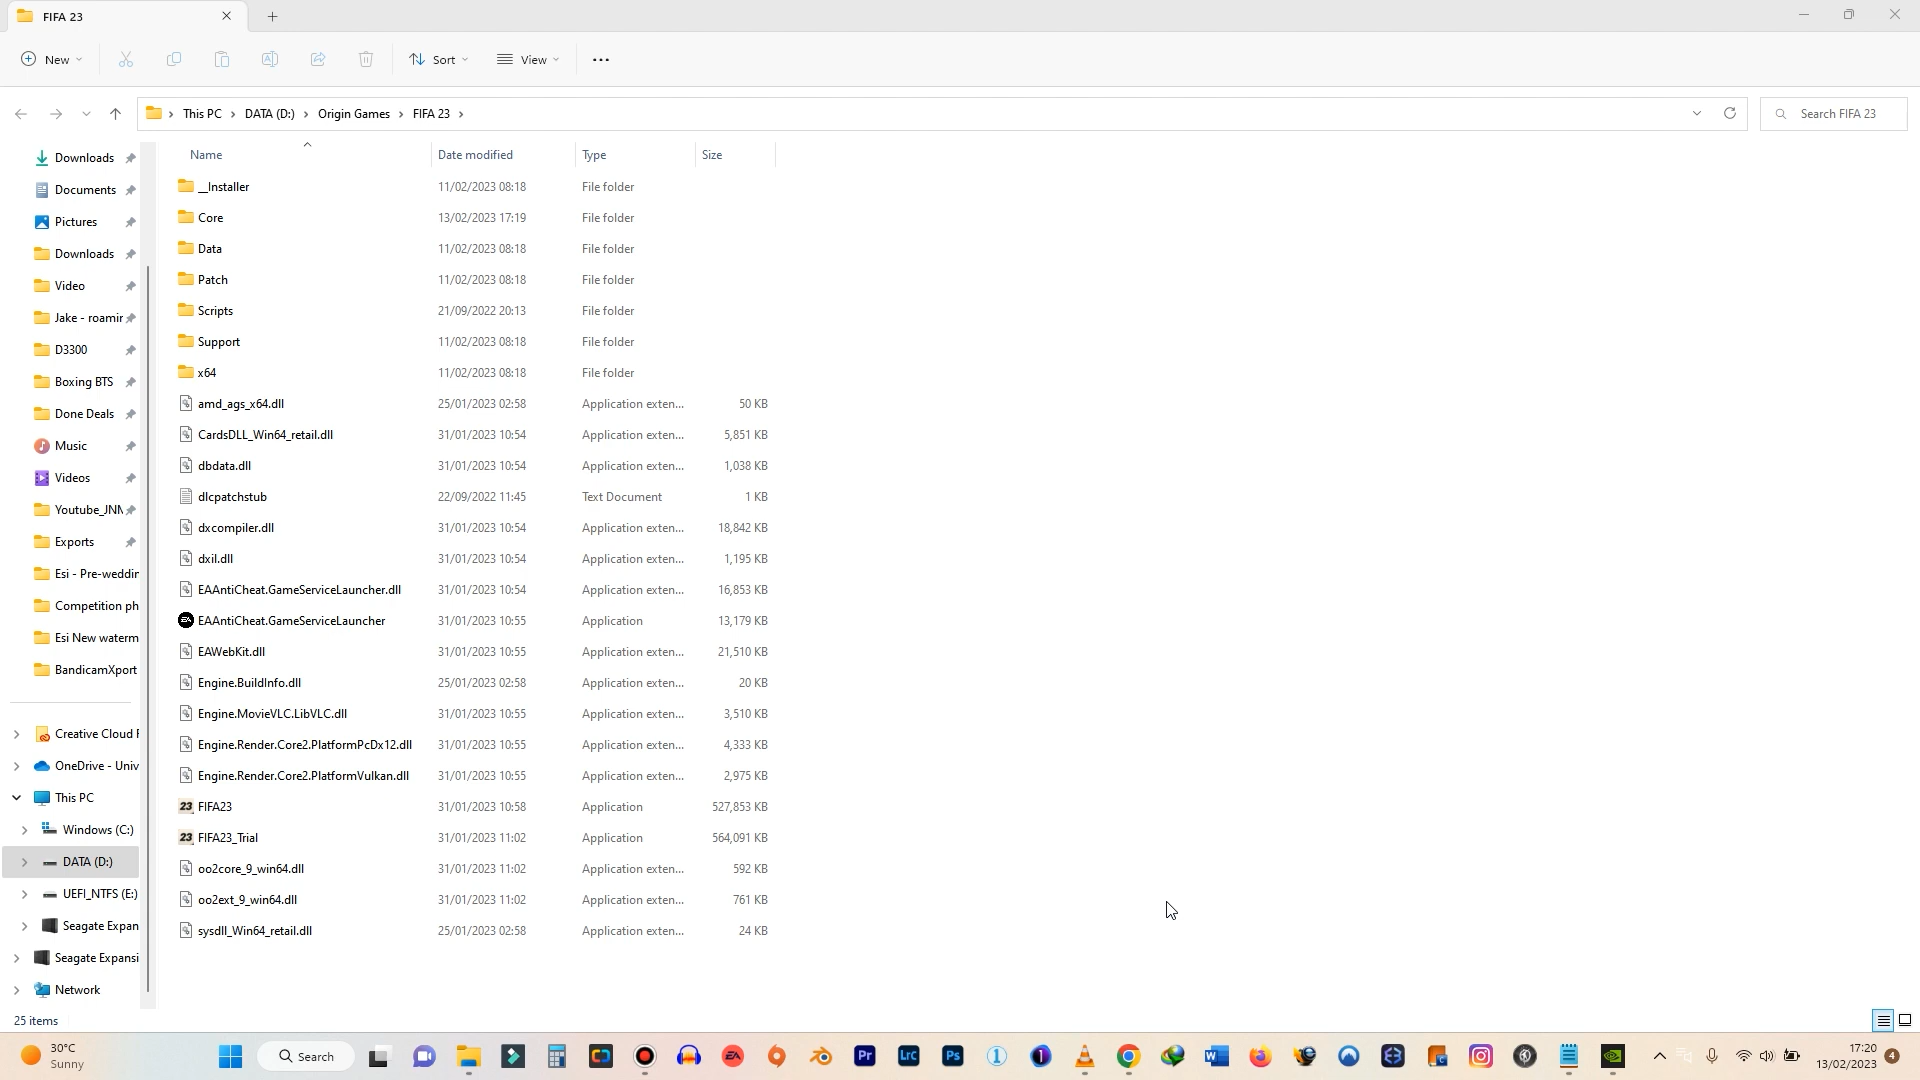 FIFA 23
New
Sort
View
This PC > DATA (D:) > Origin Games > FIFA 23 >
Search FIFA 23
Name Date modified Type Size
Downloads
Documents
Pictures
Downloads
Video
Jake - roamir
D3300
Boxing BTS
Done Deals
Music
Videos
Youtube_JNM
Exports
Esi - Pre-weddin
Competition ph
Esi New waterm
BandicamXport
Creative Cloud F
OneDrive - Univ
This PC
Windows (C:)
DATA (D:)
UEFI_NTFS (E:)
Seagate Expan
Seagate Expansi
Network
__Installer 11/02/2023 08:18 File folder
Core 13/02/2023 17:19 File folder
Data 11/02/2023 08:18 File folder
Patch 11/02/2023 08:18 File folder
Scripts 21/09/2022 20:13 File folder
Support 11/02/2023 08:18 File folder
x64 11/02/2023 08:18 File folder
amd_ags_x64.dll 25/01/2023 02:58 Application exten... 50 KB
CardsDLL_Win64_retail.dll 31/01/2023 10:54 Application exten... 5,851 KB
dbdata.dll 31/01/2023 10:54 Application exten... 1,038 KB
dlcpatchstub 22/09/2022 11:45 Text Document 1 KB
dxcompiler.dll 31/01/2023 10:54 Application exten... 18,842 KB
dxil.dll 31/01/2023 10:54 Application exten... 1,195 KB
EAAntiCheat.GameServiceLauncher.dll 31/01/2023 10:54 Application exten... 16,853 KB
EA EAAntiCheat.GameServiceLauncher 31/01/2023 10:55 Application 13,179 KB
EAWebKit.dll 31/01/2023 10:55 Application exten... 21,510 KB
Engine.BuildInfo.dll 25/01/2023 02:58 Application exten... 20 KB
Engine.MovieVLC.LibVLC.dll 31/01/2023 10:55 Application exten... 3,510 KB
Engine.Render.Core2.PlatformPcDx12.dll 31/01/2023 10:55 Application exten... 4,333 KB
Engine.Render.Core2.PlatformVulkan.dll 31/01/2023 10:55 Application exten... 2,975 KB
23 FIFA23 31/01/2023 10:58 Application 527,853 KB
23 FIFA23_Trial 31/01/2023 11:02 Application 564,091 KB
oo2core_9_win64.dll 31/01/2023 11:02 Application exten... 592 KB
oo2ext_9_win64.dll 31/01/2023 11:02 Application exten... 761 KB
sysdll_Win64_retail.dll 25/01/2023 02:58 Application exten... 24 KB
25 items
30°C
Sunny
Search
EA
Pr
LrC
Ps
W
17:20
13/02/2023
4